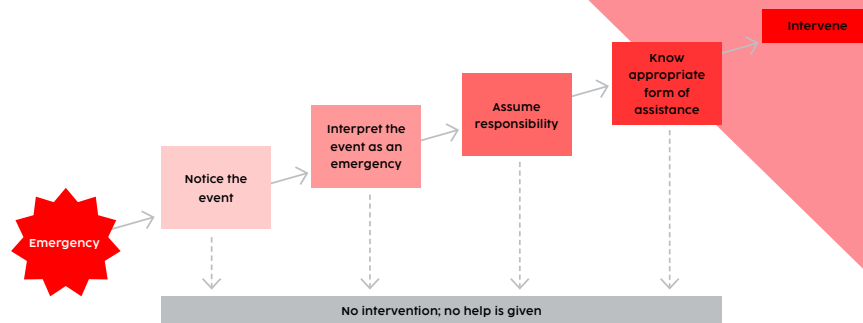 Emergency
Notice the
event
Interpret the
event as an
emergency
Assume
responsibility
Know
appropriate
form of
assistance
Intervene
No intervention; no help is given